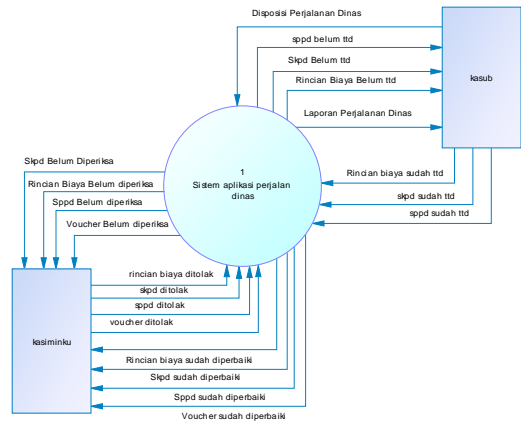 Disposisi Perjalanan Dinas
sppd belum ttd
Skpd Belum ttd
Rincian Biaya Belum ttd
Laporan Perjalanan Dinas
kasub
Rincian biaya sudah ttd
skpd sudah ttd
sppd sudah ttd
1
Sistem aplikasi perjalan
dinas
Skpd Belum Diperiksa
Rincian Biaya Belum diperiksa
Sppd Belum diperiksa
Voucher Belum diperiksa
kasiminku
rincian biaya ditolak
skpd ditolak
sppd ditolak
voucher ditolak
Rincian biaya sudah diperbaiki
Skpd sudah diperbaiki
Sppd sudah diperbaiki
Voucher sudah diperbaiki